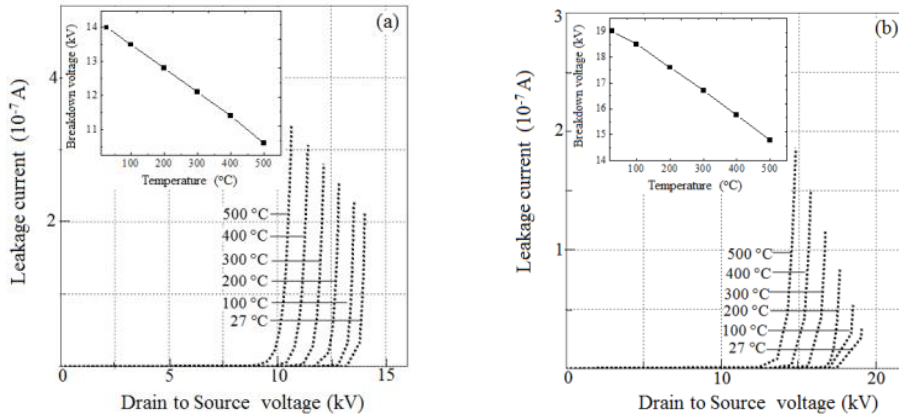 (a)
Leakage current (10⁻⁷ A)
4
2
0
5
10
15
Drain to Source voltage (kV)
500 °C
400 °C
300 °C
200 °C
100 °C
27 °C
Breakdown voltage (kV)
14
13
12
11
100
200
300
400
500
Temperature (°C)
(b)
Leakage current (10⁻⁷ A)
3
2
1
0
5
10
15
20
Drain to Source voltage (kV)
500 °C
400 °C
300 °C
200 °C
100 °C
27 °C
Breakdown voltage (kV)
19
18
17
16
15
14
100
200
300
400
500
Temperature (°C)